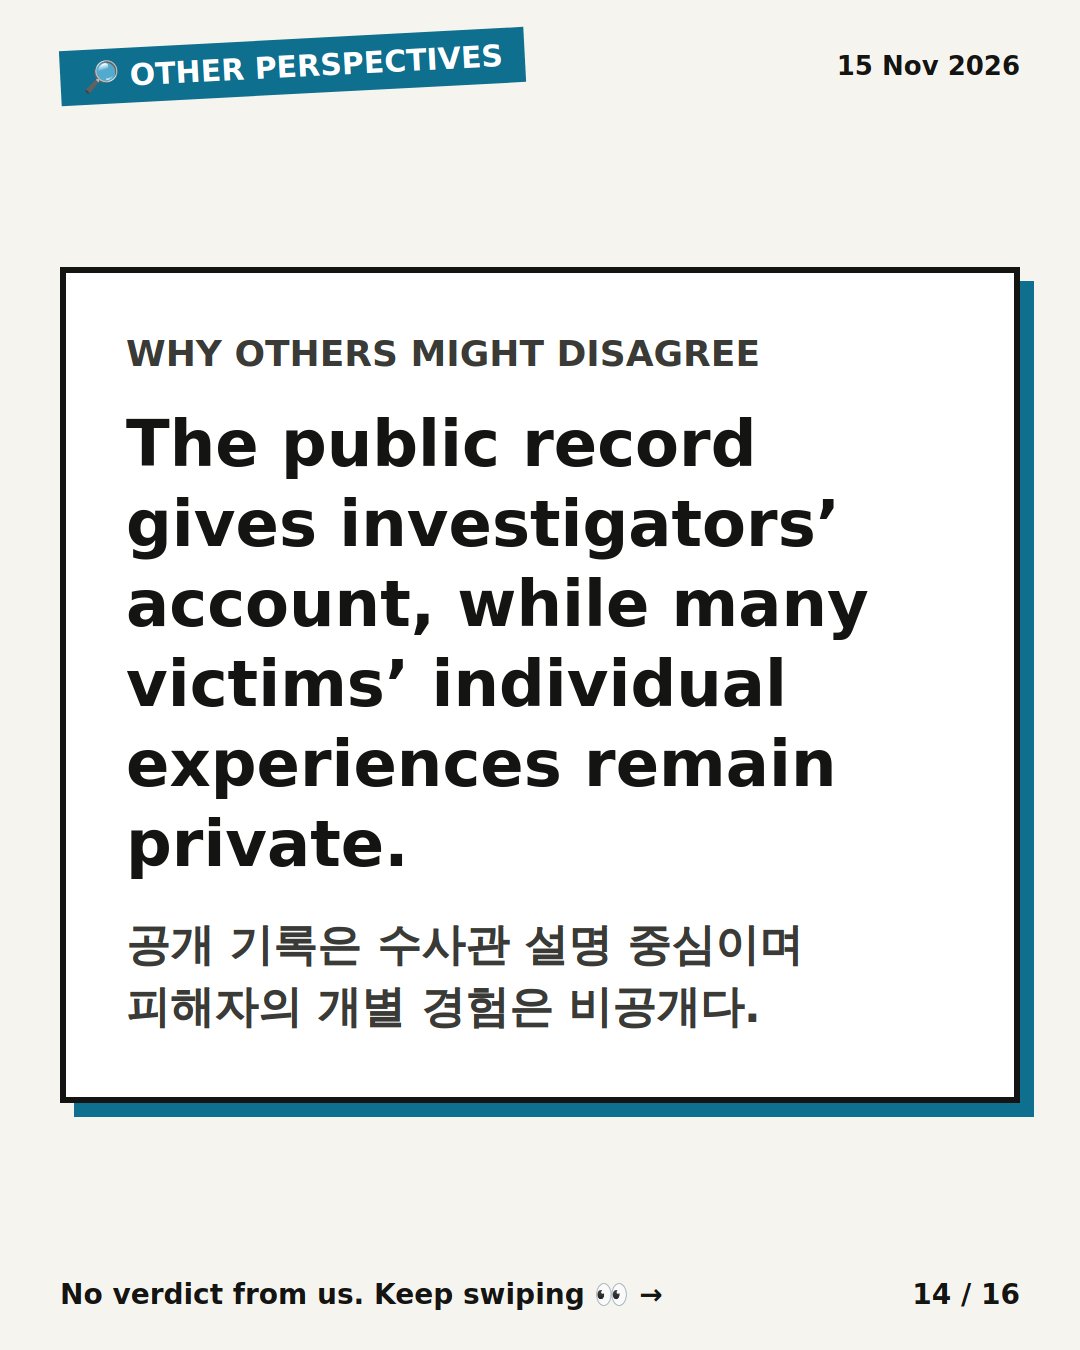 🔎 OTHER PERSPECTIVES
15 Nov 2026
WHY OTHERS MIGHT DISAGREE
The public record
gives investigators’
account, while many
victims’ individual
experiences remain
private.
공개 기록은 수사관 설명 중심이며
피해자의 개별 경험은 비공개다.
No verdict from us. Keep swiping 👀 →
14 / 16